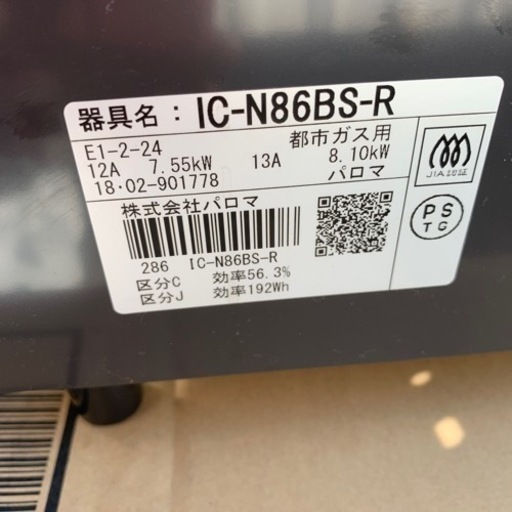 器具名：IC-N86BS-R
E1-2-24
都市ガス用
12A 7.55kW 13A 8.10kW
18・02-901778
パロマ
JIA認証
株式会社パロマ
PS
TG
286 IC-N86BS-R
区分C 効率56.3%
区分J 効率192Wh